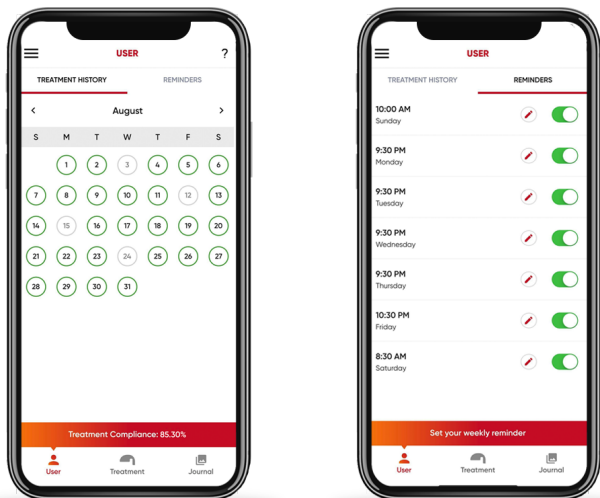 USER
?
TREATMENT HISTORY REMINDERS
< August >
S M T W T F S
1 2 3 4 5 6
7 8 9 10 11 12 13
14 15 16 17 18 19 20
21 22 23 24 25 26 27
28 29 30 31
Treatment Compliance: 85.30%
User Treatment Journal
USER
TREATMENT HISTORY REMINDERS
10:00 AM
Sunday
9:30 PM
Monday
9:30 PM
Tuesday
9:30 PM
Wednesday
9:30 PM
Thursday
10:30 PM
Friday
8:30 AM
Saturday
Set your weekly reminder
User Treatment Journal